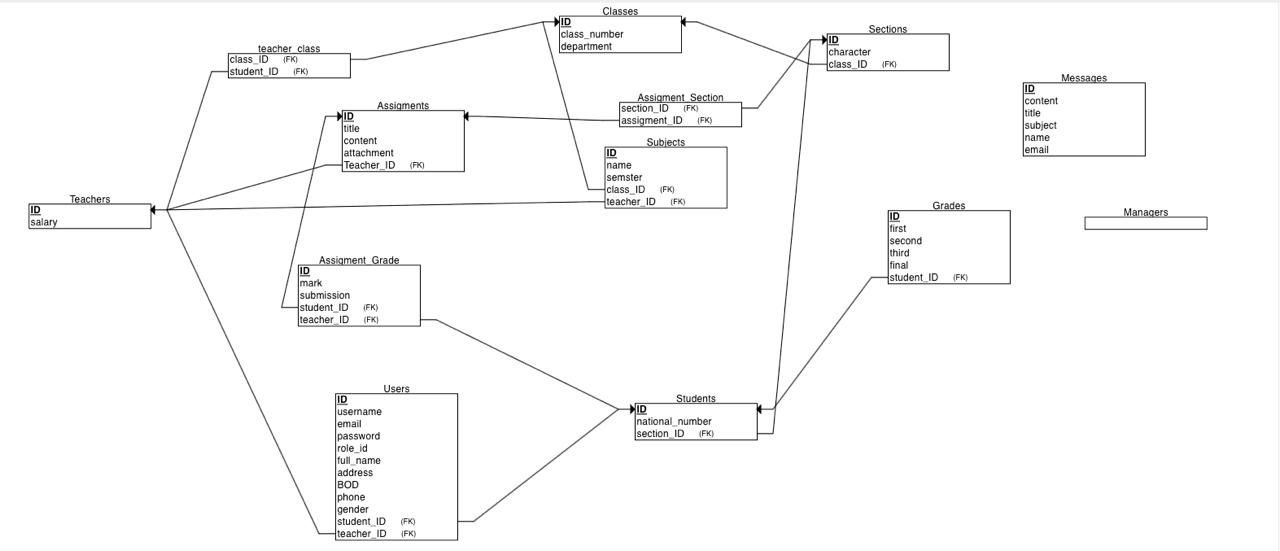 Classes
ID
class_number
department
Sections
ID
character
class_ID (FK)
teacher_class
class_ID (FK)
student_ID (FK)
Messages
ID
content
title
subject
name
email
Assigment_Section
section_ID (FK)
assigment_ID (FK)
Assigments
ID
title
content
attachment
Teacher_ID (FK)
Subjects
ID
name
semster
class_ID (FK)
teacher_ID (FK)
Teachers
ID
salary
Grades
ID
first
second
third
final
student_ID (FK)
Managers
Assigment_Grade
ID
mark
submission
student_ID (FK)
teacher_ID (FK)
Users
ID
username
email
password
role_id
full_name
address
BOD
phone
gender
student_ID (FK)
teacher_ID (FK)
Students
ID
national_number
section_ID (FK)